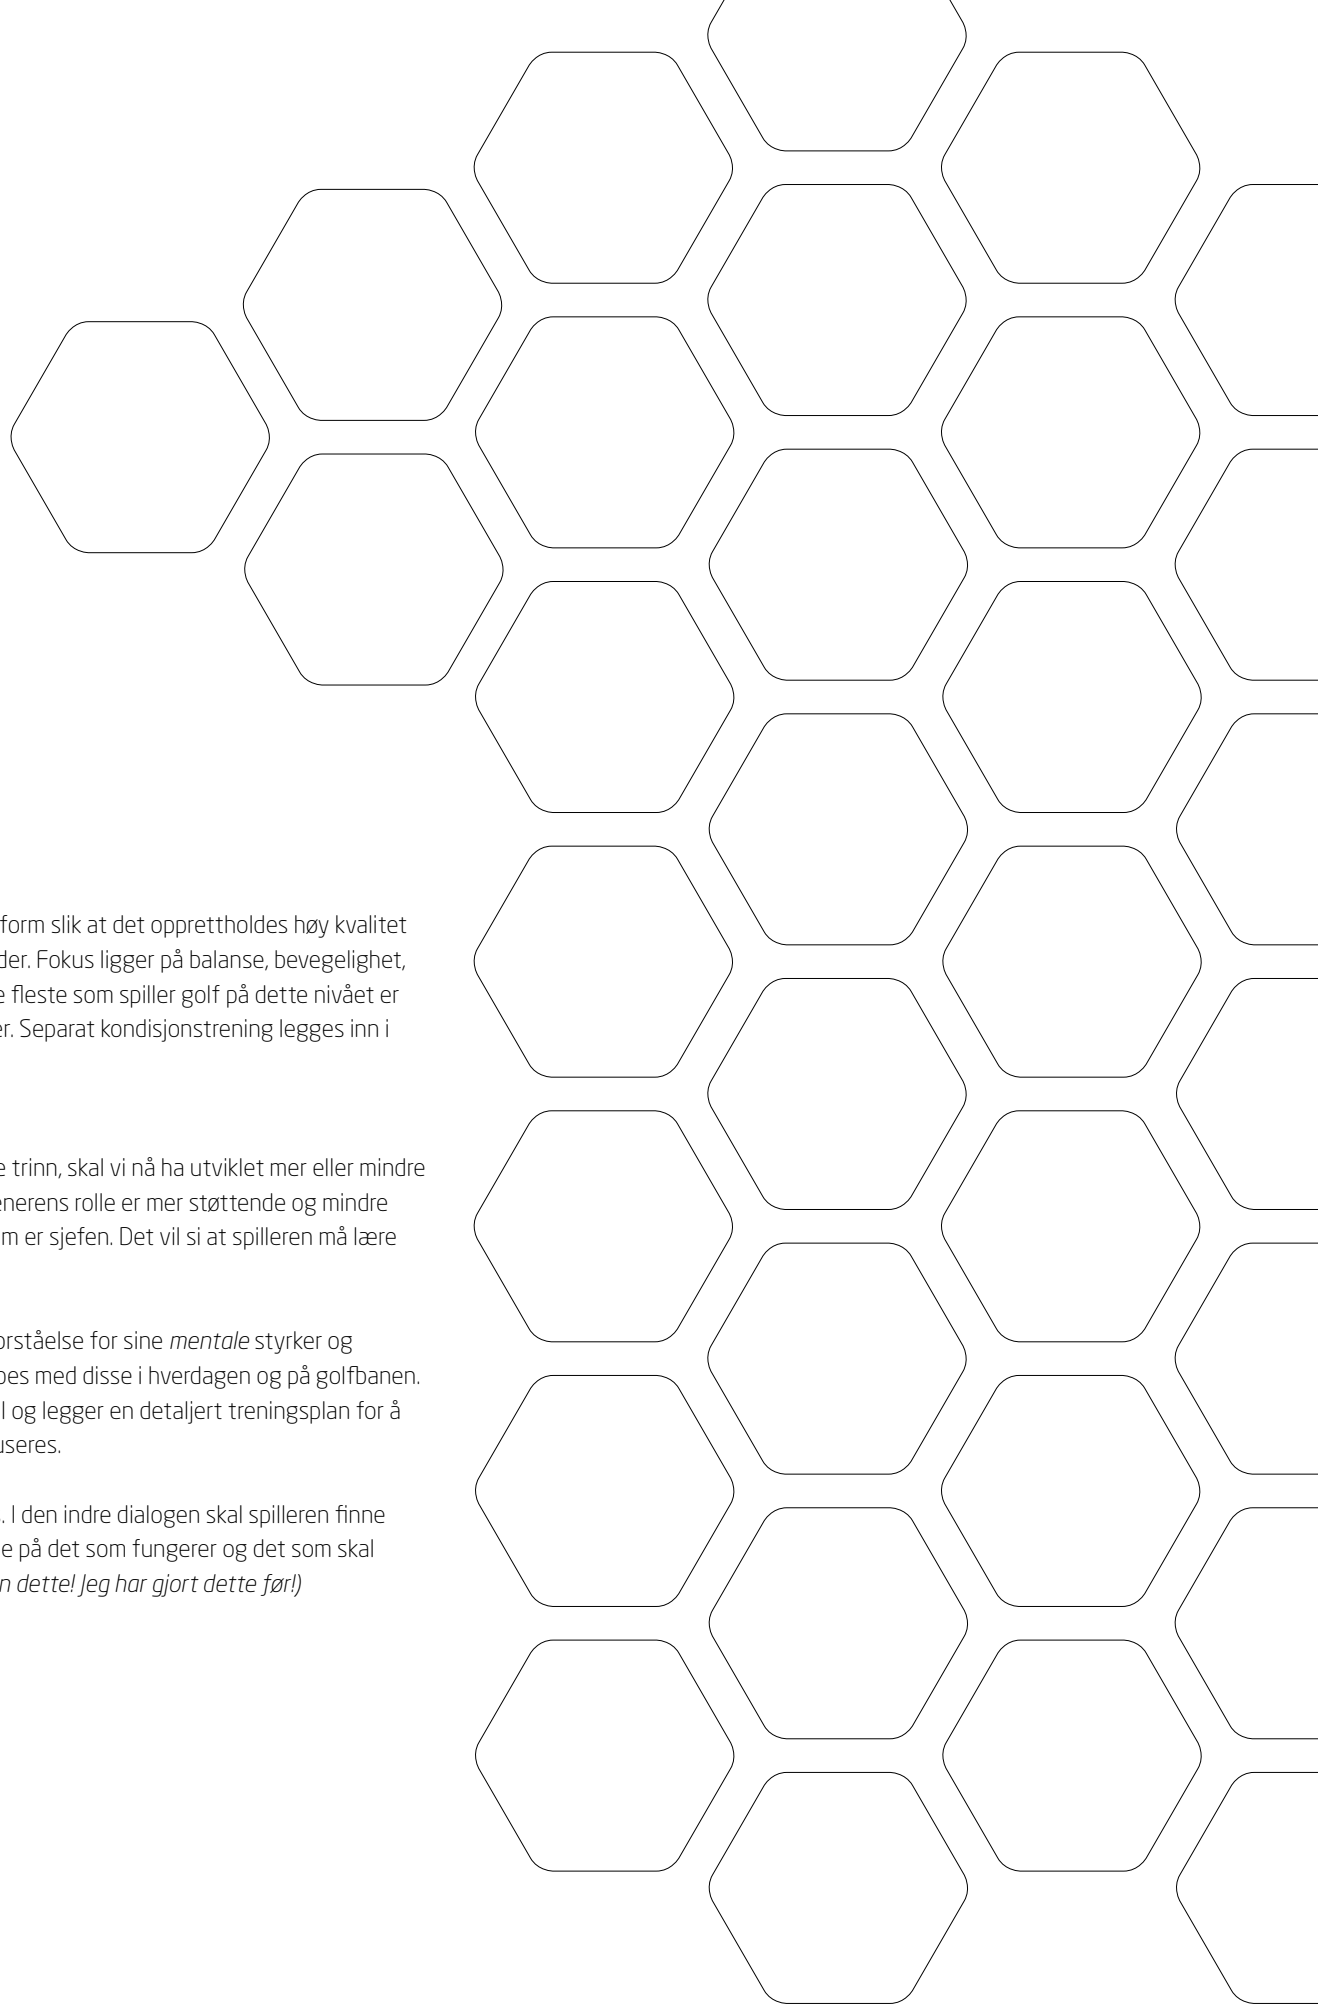 form slik at det opprettholdes høy kvalitet
der. Fokus ligger på balanse, bevegelighet,
e fleste som spiller golf på dette nivået er
er. Separat kondisjonstrening legges inn i
e trinn, skal vi nå ha utviklet mer eller mindre
enerens rolle er mer støttende og mindre
m er sjefen. Det vil si at spilleren må lære
orståelse for sine mentale styrker og
pes med disse i hverdagen og på golfbanen.
l og legger en detaljert treningsplan for å
useres.
. I den indre dialogen skal spilleren finne
e på det som fungerer og det som skal
n dette! Jeg har gjort dette før!)